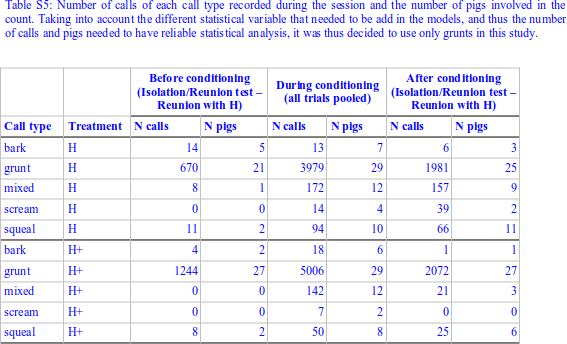 Table S5: Number of calls of each call type recorded during the session and the number of pigs involved in the
count. Taking into account the different statistical variable that needed to be add in the models, and thus the number
of calls and pigs needed to have reliable statistical analysis, it was thus decided to use only grunts in this study.
Before conditioning (Isolation/Reunion test – Reunion with H) During conditioning (all trials pooled) After conditioning (Isolation/Reunion test – Reunion with H)
Call type Treatment N calls N pigs N calls N pigs N calls N pigs
bark H 14 5 13 7 6 3
grunt H 670 21 3979 29 1981 25
mixed H 8 1 172 12 157 9
scream H 0 0 14 4 39 2
squeal H 11 2 94 10 66 11
bark H+ 4 2 18 6 1 1
grunt H+ 1244 27 5006 29 2072 27
mixed H+ 0 0 142 12 21 3
scream H+ 0 0 7 2 0 0
squeal H+ 8 2 50 8 25 6